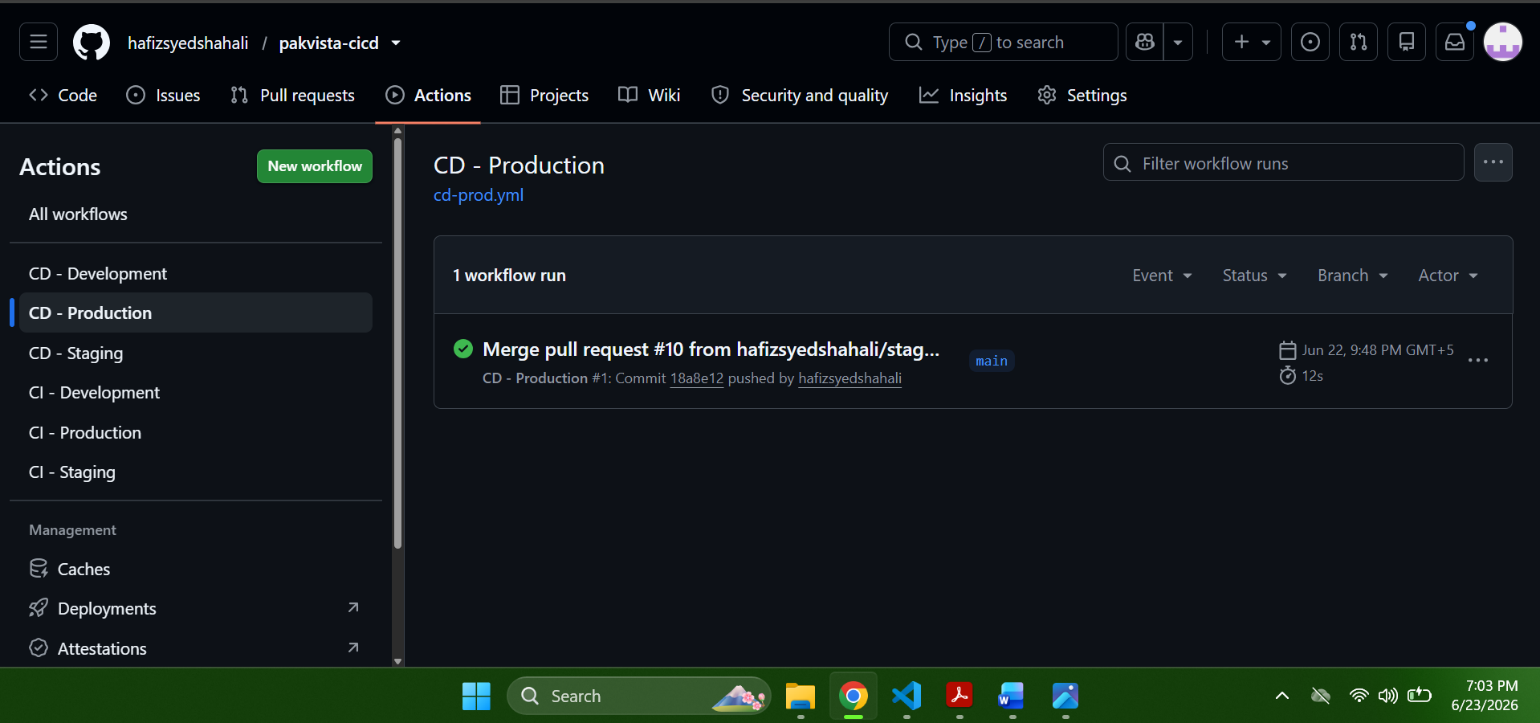 hafizsyedshahali / pakvista-cicd
Type / to search
Code Issues Pull requests Actions Projects Wiki Security and quality Insights Settings
Actions
New workflow
All workflows
CD - Development
CD - Production
CD - Staging
CI - Development
CI - Production
CI - Staging
Management
Caches
Deployments
Attestations
CD - Production
cd-prod.yml
Filter workflow runs
1 workflow run
Event Status Branch Actor
Merge pull request #10 from hafizsyedshahali/stag...
CD - Production #1: Commit 18a8e12 pushed by hafizsyedshahali
main
Jun 22, 9:48 PM GMT+5
12s
Search
7:03 PM
6/23/2026